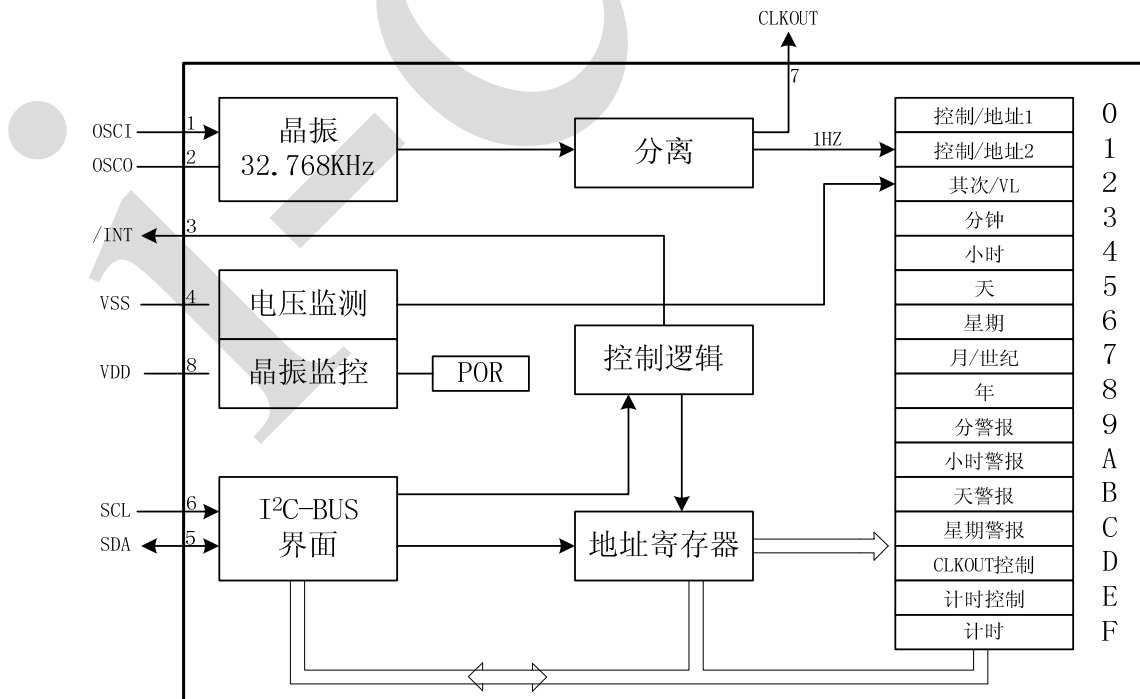 CLKOUT
7
OSCI
1
OSCO
2
晶振
32.768KHz
分离
1HZ
/INT
3
VSS
4
电压监测
VDD
8
晶振监控
POR
控制逻辑
SCL
6
SDA
5
I²C-BUS
界面
地址寄存器
控制/地址1 0
控制/地址2 1
其次/VL 2
分钟 3
小时 4
天 5
星期 6
月/世纪 7
年 8
分警报 9
小时警报 A
天警报 B
星期警报 C
CLKOUT控制 D
计时控制 E
计时 F